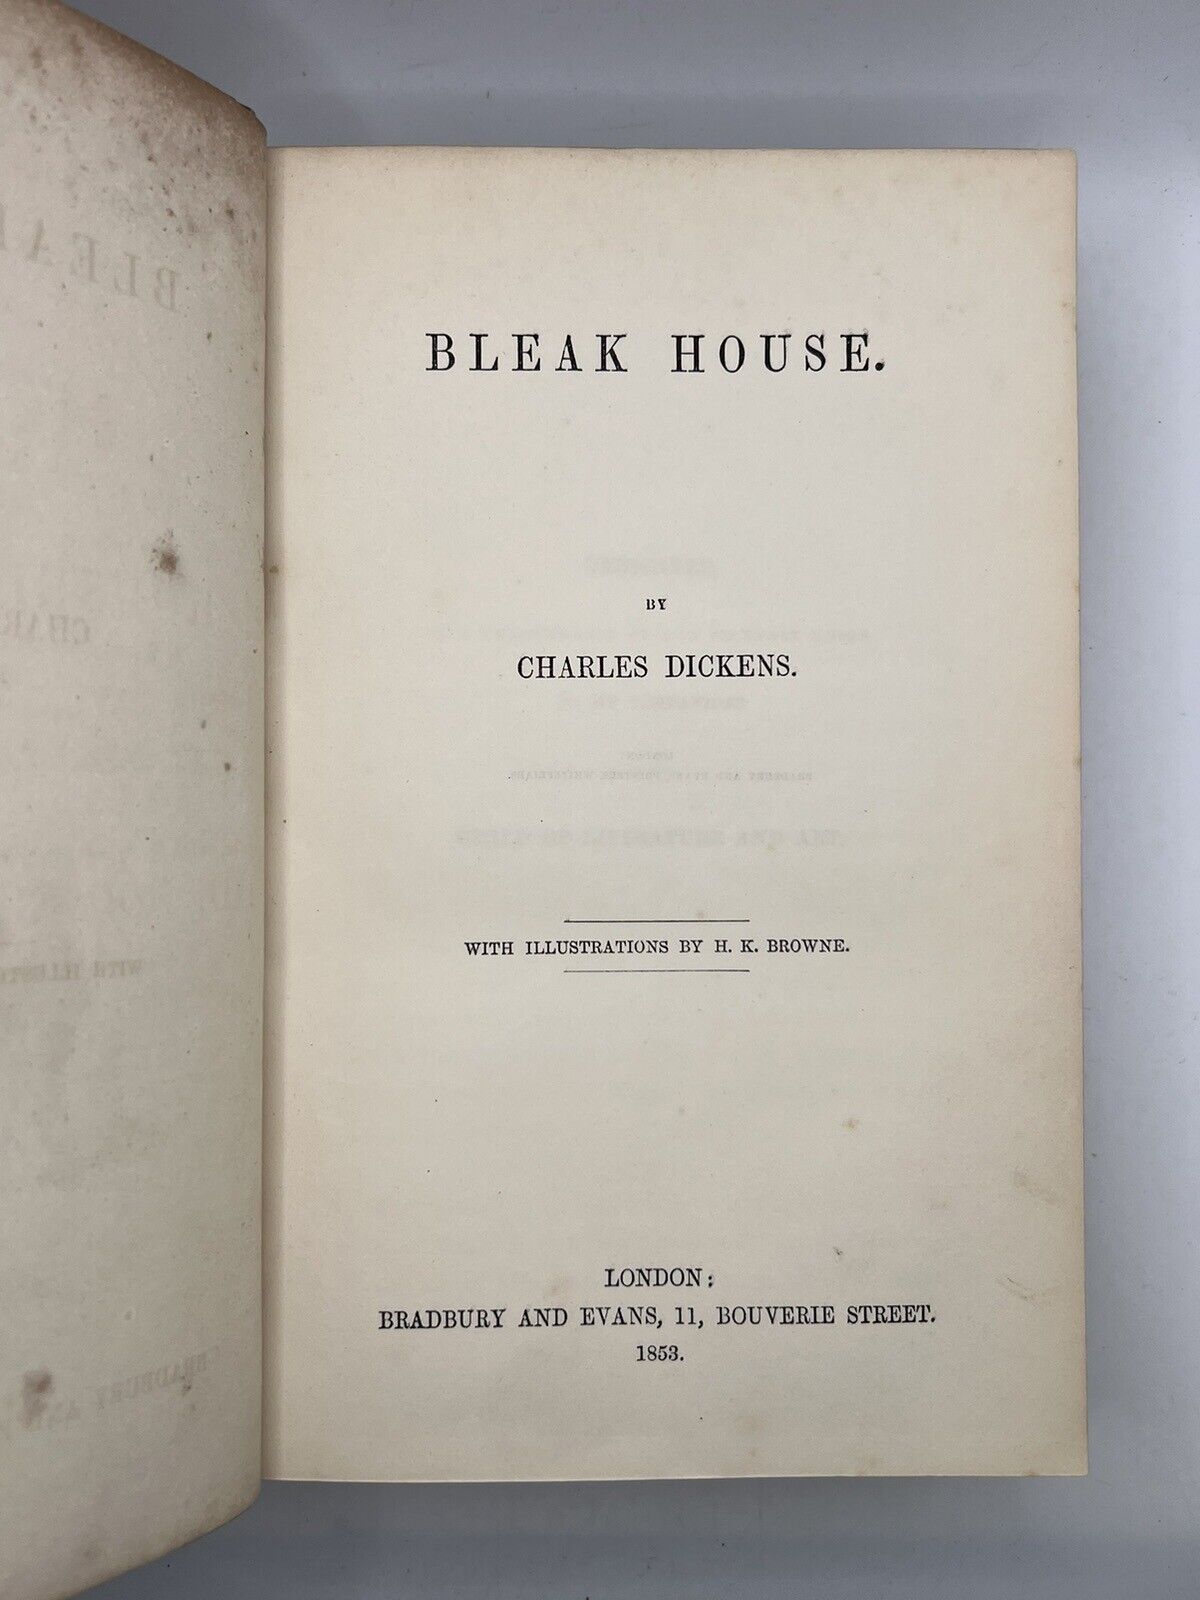 BLEAK HOUSE.
BY
CHARLES DICKENS.
WITH ILLUSTRATIONS BY H. K. BROWNE.
LONDON:
BRADBURY AND EVANS, 11, BOUVERIE STREET.
1853.